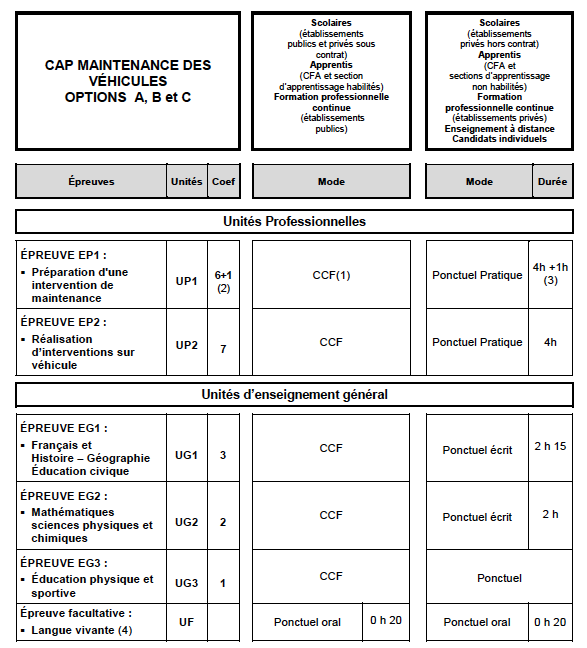 CAP MAINTENANCE DES
VÉHICULES
OPTIONS A, B et C
Scolaires
(établissements
publics et privés sous
contrat)
Apprentis
(CFA et section
d'apprentissage habilités)
Formation professionnelle
continue
(établissements
publics)
Scolaires
(établissements
privés hors contrat)
Apprentis
(CFA et
sections d'apprentissage
non habilités)
Formation
professionnelle continue
(établissements privés)
Enseignement à distance
Candidats individuels
Épreuves Unités Coef Mode Mode Durée
Unités Professionnelles
ÉPREUVE EP1 :
▪ Préparation d'une
intervention de
maintenance
UP1
6+1
(2)
CCF(1)
Ponctuel Pratique
4h +1h
(3)
ÉPREUVE EP2 :
▪ Réalisation
d'interventions sur
véhicule
UP2
7
CCF
Ponctuel Pratique
4h
Unités d'enseignement général
ÉPREUVE EG1 :
▪ Français et
Histoire – Géographie
Éducation civique
UG1
3
CCF
Ponctuel écrit
2 h 15
ÉPREUVE EG2 :
▪ Mathématiques
sciences physiques et
chimiques
UG2
2
CCF
Ponctuel écrit
2 h
ÉPREUVE EG3 :
▪ Éducation physique et
sportive
UG3
1
CCF
Ponctuel
Épreuve facultative :
▪ Langue vivante (4)
UF
Ponctuel oral
0 h 20
Ponctuel oral
0 h 20